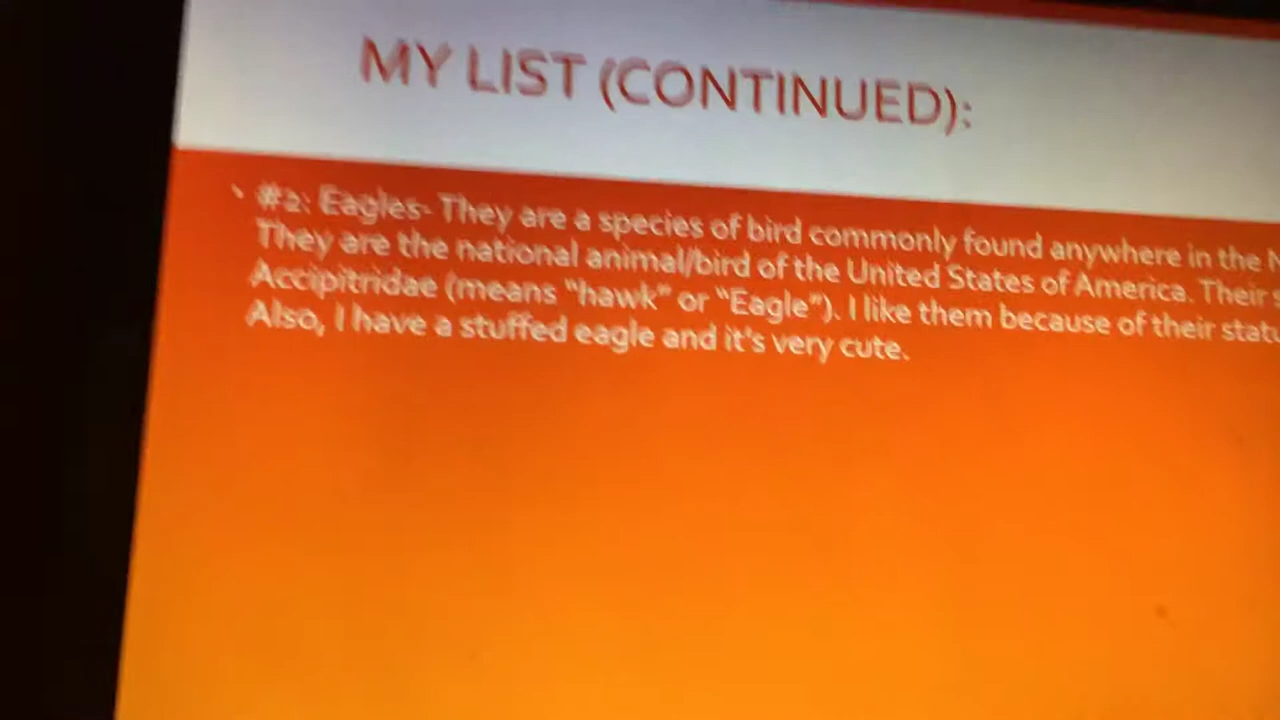 MY LIST (CONTINUED):
#2: Eagles- They are a species of bird commonly found anywhere in the
They are the national animal/bird of the United States of America. Their
Accipitridae (means “hawk” or “Eagle”). I like them because of their
Also, I have a stuffed eagle and it's very cute.